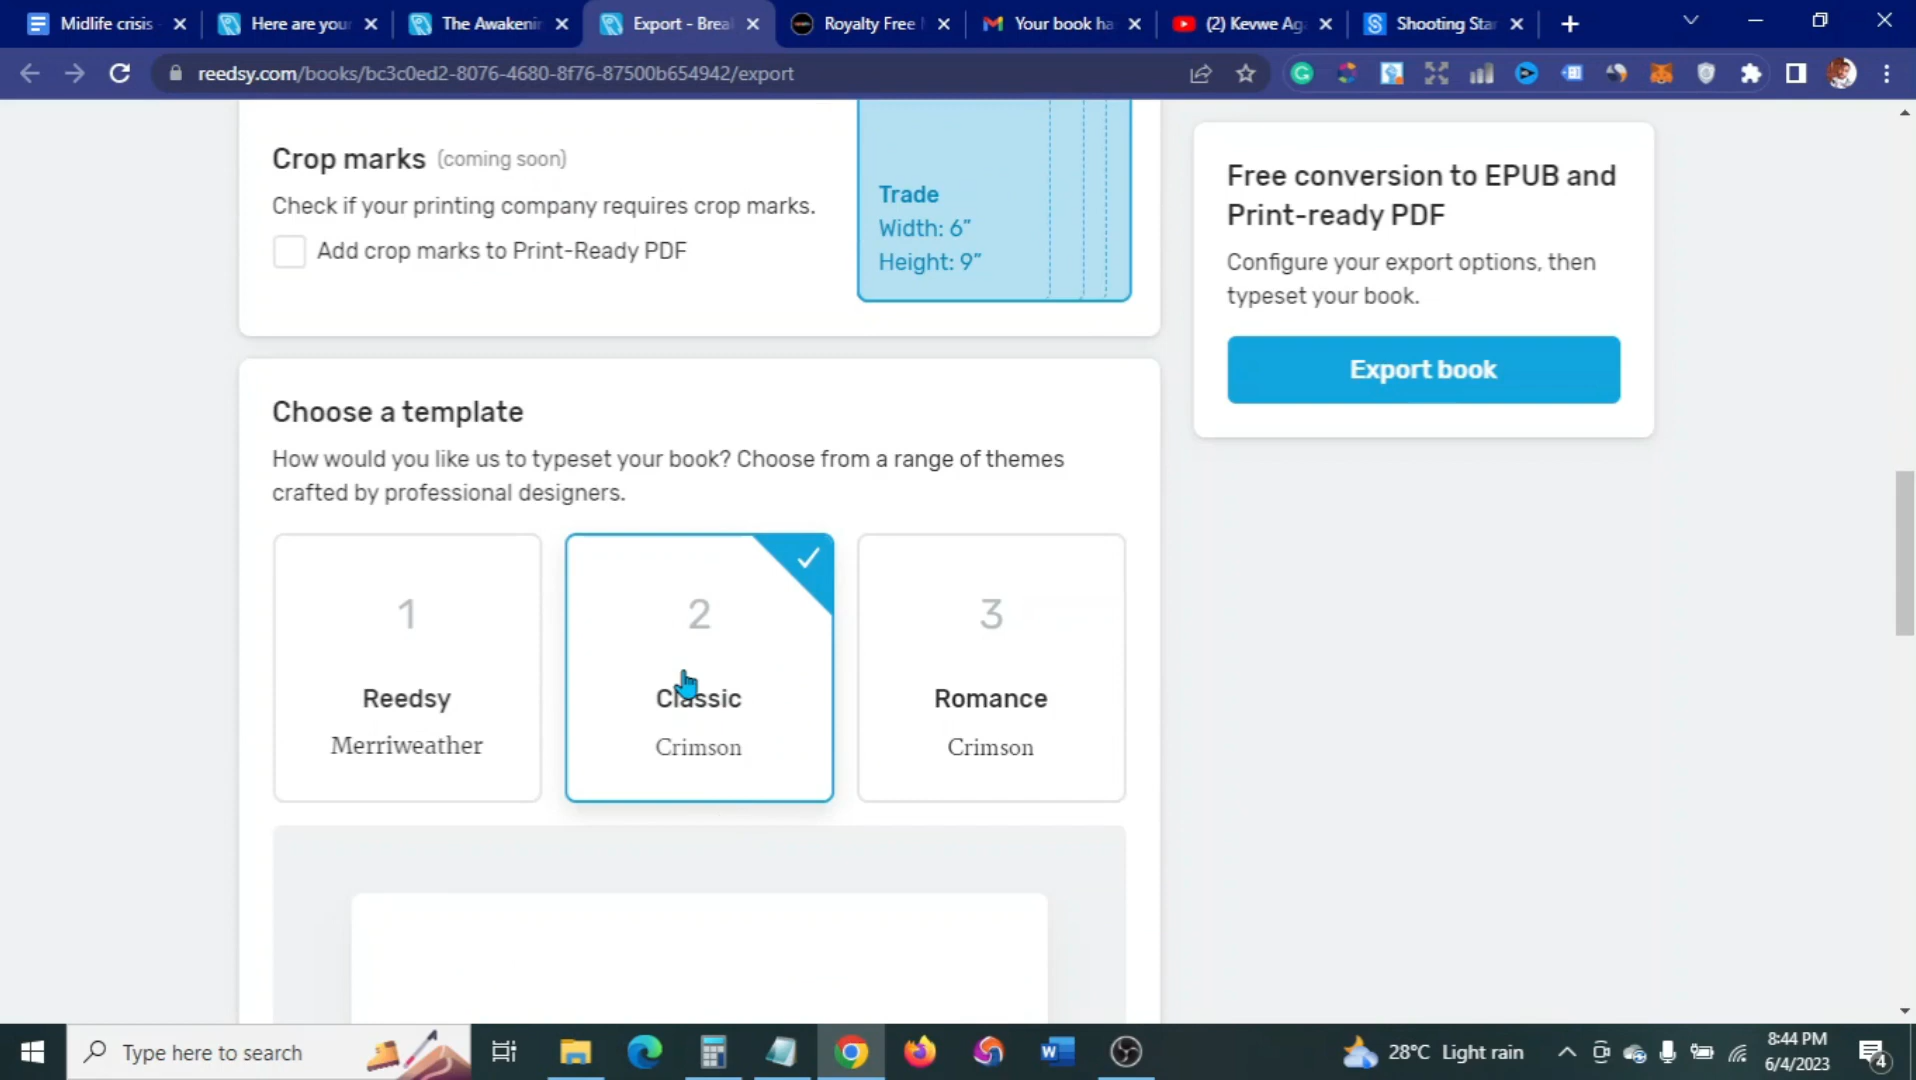 Midlife crisis
Here are you
The Awakenin
Export - Brea
Royalty Free
Your book ha
(2) Kevwe Ag
Shooting Star
reedsy.com/books/bc3c0ed2-8076-4680-8f76-87500b654942/export
Crop marks (coming soon)
Check if your printing company requires crop marks.
Add crop marks to Print-Ready PDF
Trade
Width: 6”
Height: 9”
Free conversion to EPUB and
Print-ready PDF
Configure your export options, then
typeset your book.
Export book
Choose a template
How would you like us to typeset your book? Choose from a range of themes
crafted by professional designers.
1
Reedsy
Merriweather
2
Classic
Crimson
3
Romance
Crimson
Type here to search
28°C Light rain
8:44 PM
6/4/2023
4